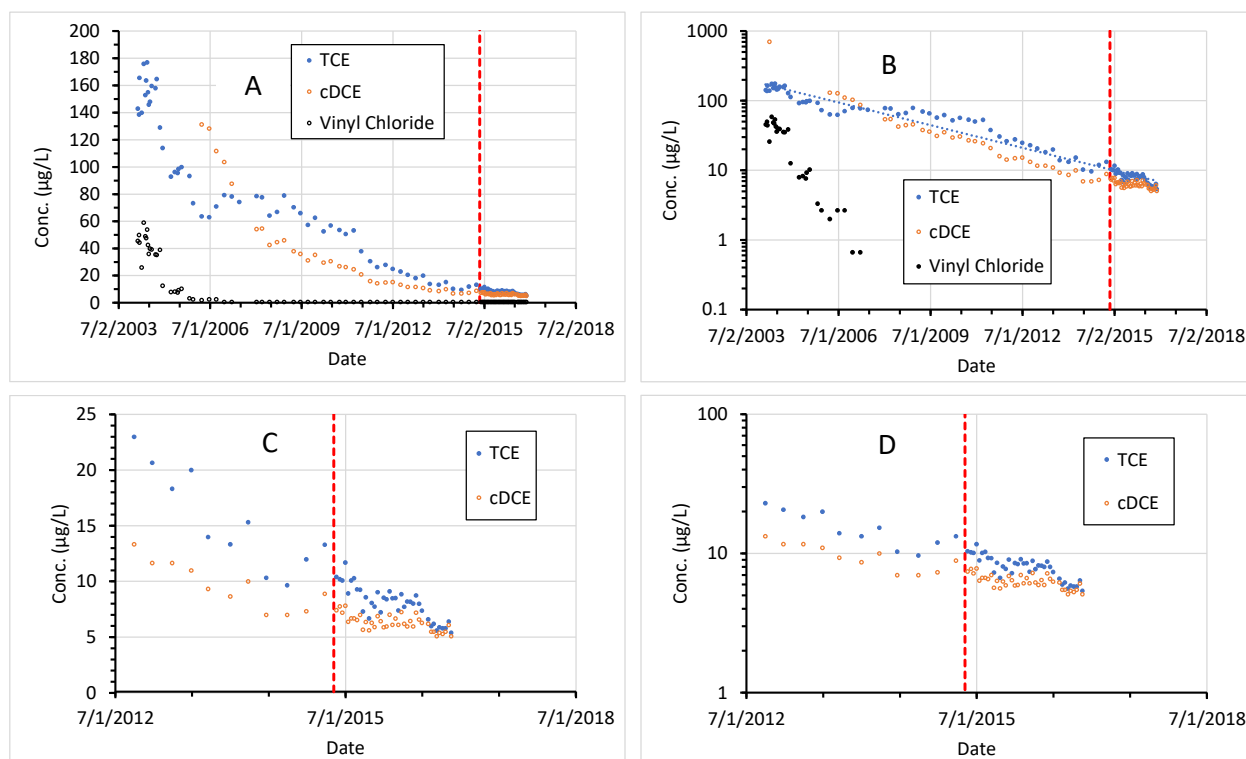 A
200
180
160
140
120
100
80
60
40
20
0
Conc. (µg/L)
TCE
cDCE
Vinyl Chloride
7/2/2003 7/1/2006 7/1/2009 7/1/2012 7/2/2015 7/2/2018
Date
B
1000
100
10
1
0.1
Conc. (µg/L)
TCE
cDCE
Vinyl Chloride
7/2/2003 7/1/2006 7/1/2009 7/1/2012 7/2/2015 7/2/2018
Date
C
25
20
15
10
5
0
Conc. (µg/L)
TCE
cDCE
7/1/2012 7/1/2015 7/1/2018
Date
D
100
10
1
Conc. (µg/L)
TCE
cDCE
7/1/2012 7/1/2015 7/1/2018
Date